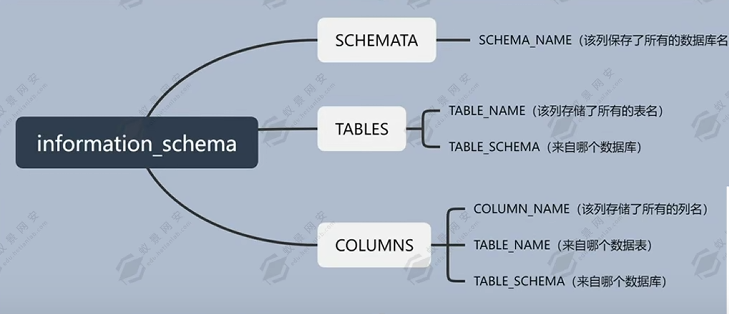 SCHEMATA
SCHEMA_NAME（该列保存了所有的数据库名
information_schema
TABLES
TABLE_NAME（该列存储了所有的表名）
TABLE_SCHEMA（来自哪个数据库）
COLUMNS
COLUMN_NAME（该列存储了所有的列名）
TABLE_NAME（来自哪个数据表）
TABLE_SCHEMA（来自哪个数据库）